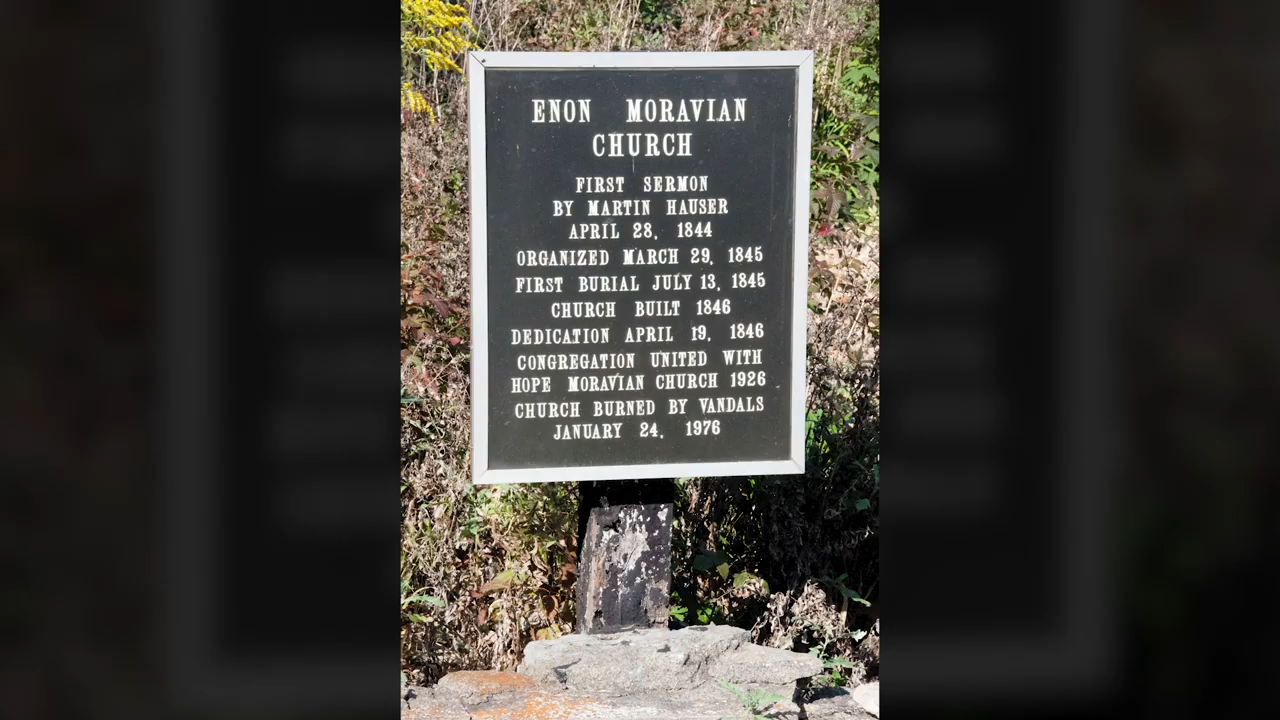 ENON MORAVIAN
CHURCH
FIRST SERMON
BY MARTIN HAUSER
APRIL 28, 1844
ORGANIZED MARCH 29, 1845
FIRST BURIAL JULY 13, 1845
CHURCH BUILT 1846
DEDICATION APRIL 19, 1846
CONGREGATION UNITED WITH
HOPE MORAVIAN CHURCH 1926
CHURCH BURNED BY VANDALS
JANUARY 24, 1976